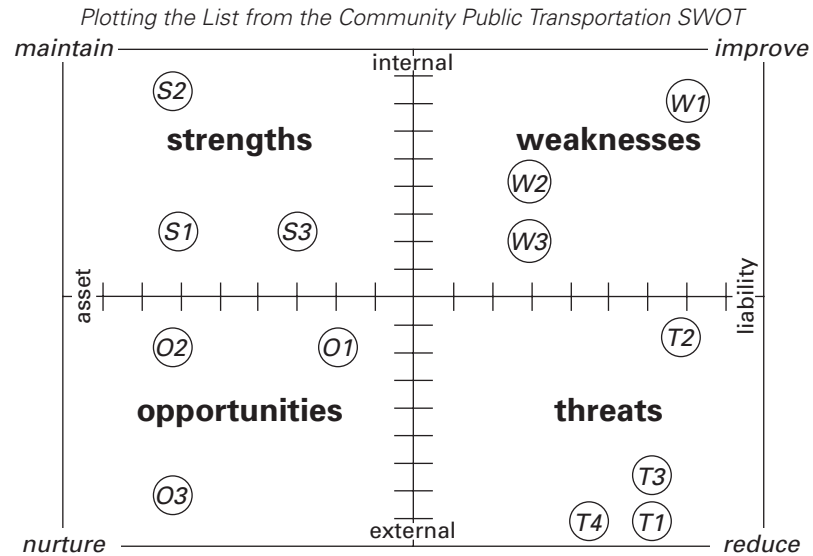 Plotting the List from the Community Public Transportation SWOT
maintain
internal
improve
S2
W1
strengths
weaknesses
W2
S1
S3
W3
asset
liability
O2
O1
T2
opportunities
threats
T3
O3
T4
T1
external
nurture
reduce